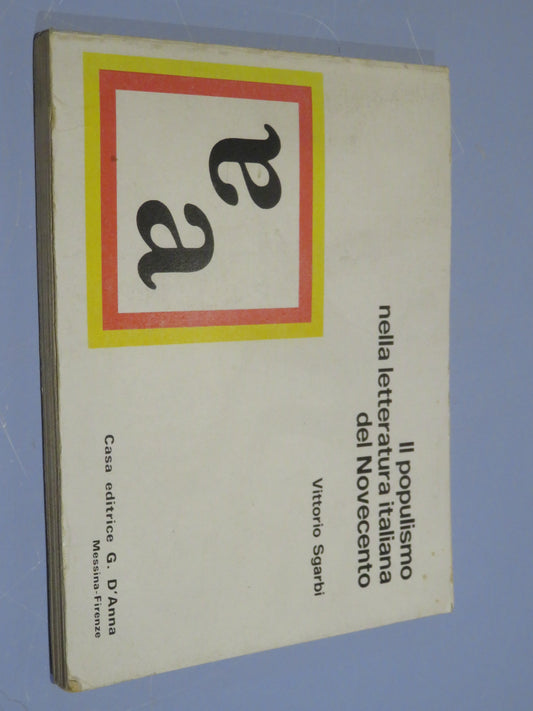 Il populismo
nella letteratura italiana
del Novecento
Vittorio Sgarbi
a
a
Casa editrice G. D'Anna
Messina-Firenze